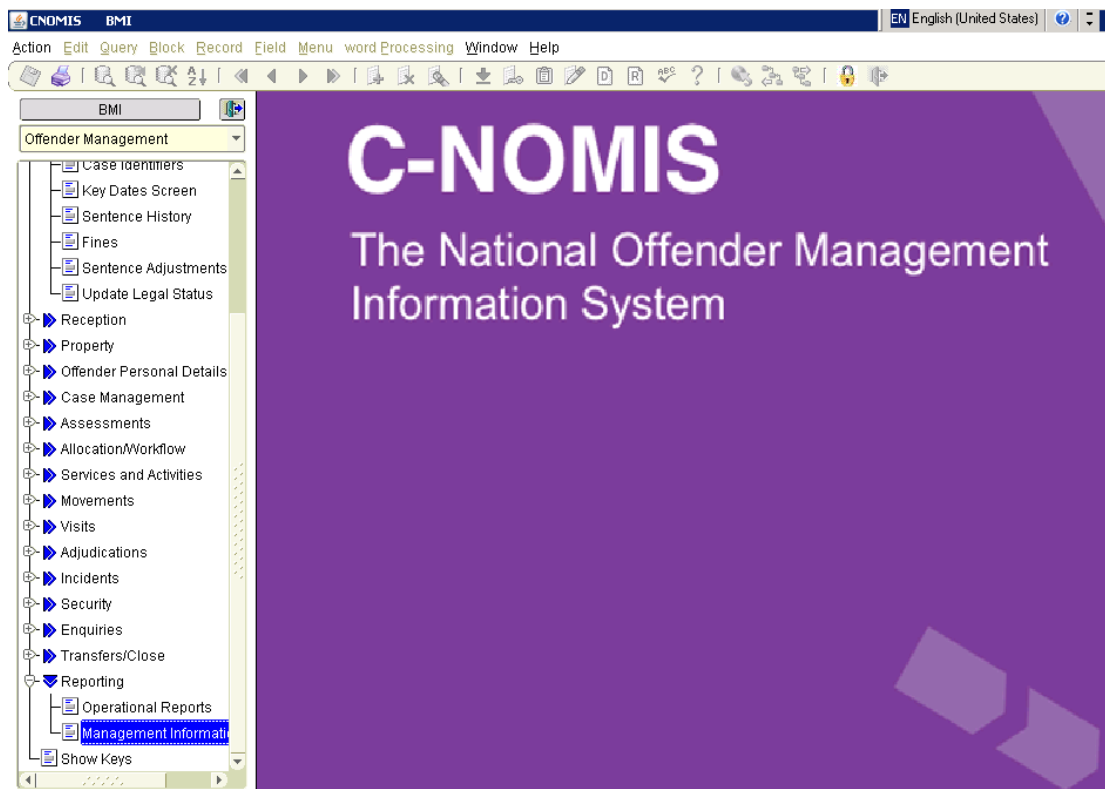 CNOMIS BMI
EN English (United States)
Action Edit Query Block Record Field Menu word Processing Window Help
A Z D R ABC ?
BMI
Offender Management
Case Identifiers
Key Dates Screen
Sentence History
Fines
Sentence Adjustments
Update Legal Status
Reception
Property
Offender Personal Details
Case Management
Assessments
Allocation/Workflow
Services and Activities
Movements
Visits
Adjudications
Incidents
Security
Enquiries
Transfers/Close
Reporting
Operational Reports
Management Informati
Show Keys
C-NOMIS
The National Offender Management
Information System